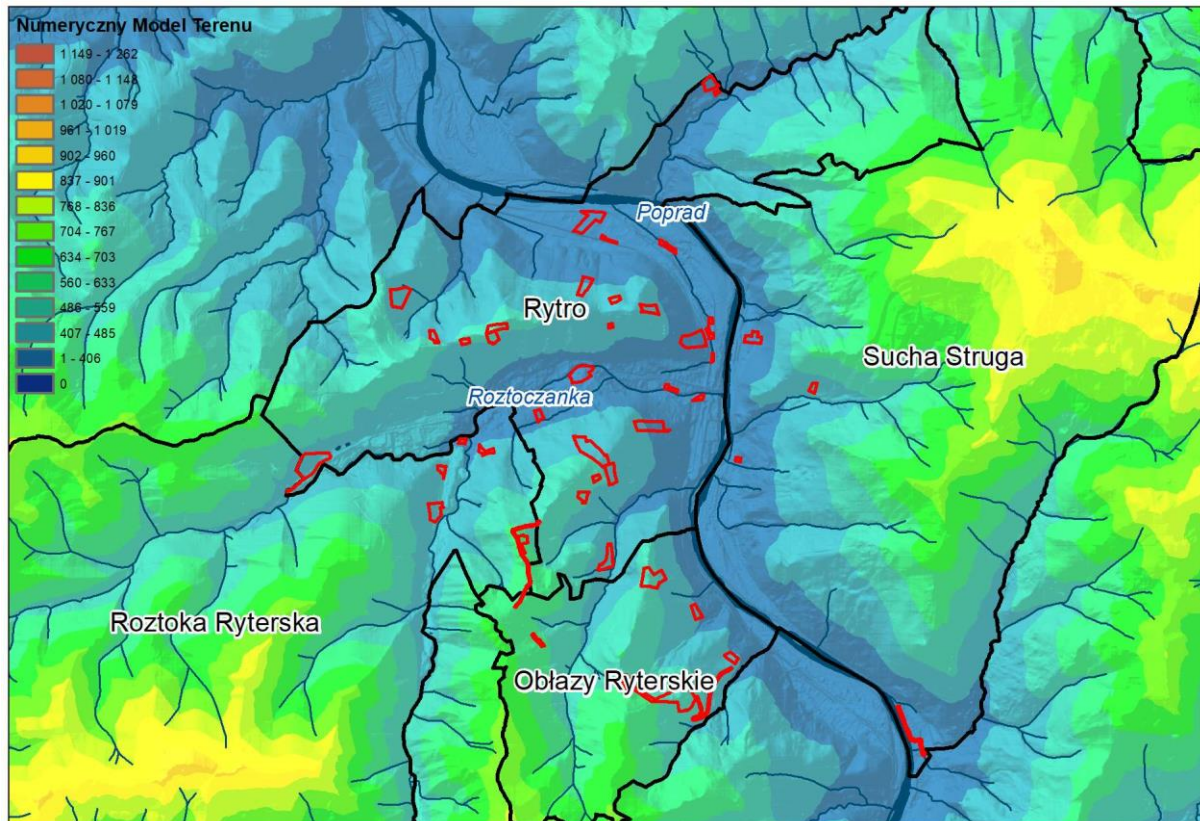 Numeryczny Model Terenu
1 149 - 1 262
1 080 - 1 148
1 020 - 1 079
961 - 1 019
902 - 960
837 - 901
768 - 836
704 - 767
634 - 703
560 - 633
486 - 559
407 - 485
1 - 406
0
Poprad
Rytro
Sucha Struga
Roztoczanka
Roztoka Ryterska
Obłazy Ryterskie